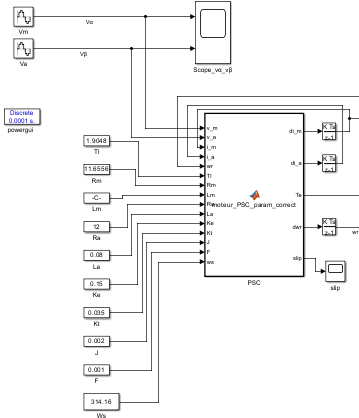 Vm
Vα
Va
Vβ
Scope_vα_vβ
Discrete
0.0001 s.
powergui
v_m
v_a
i_m
i_a
wr
Tl
Rm
Lm
Ra
La
Ke
Kt
J
F
ws
moteur_PSC_param_correct
di_m
di_a
Te
dwr
slip
PSC
K Ts
z-1
K Ts
z-1
K Ts
z-1
wr
slip
1.9048
Tl
11.6556
Rm
-C-
Lm
12
Ra
0.08
La
0.15
Ke
0.035
Kt
0.002
J
0.001
F
314.16
Ws